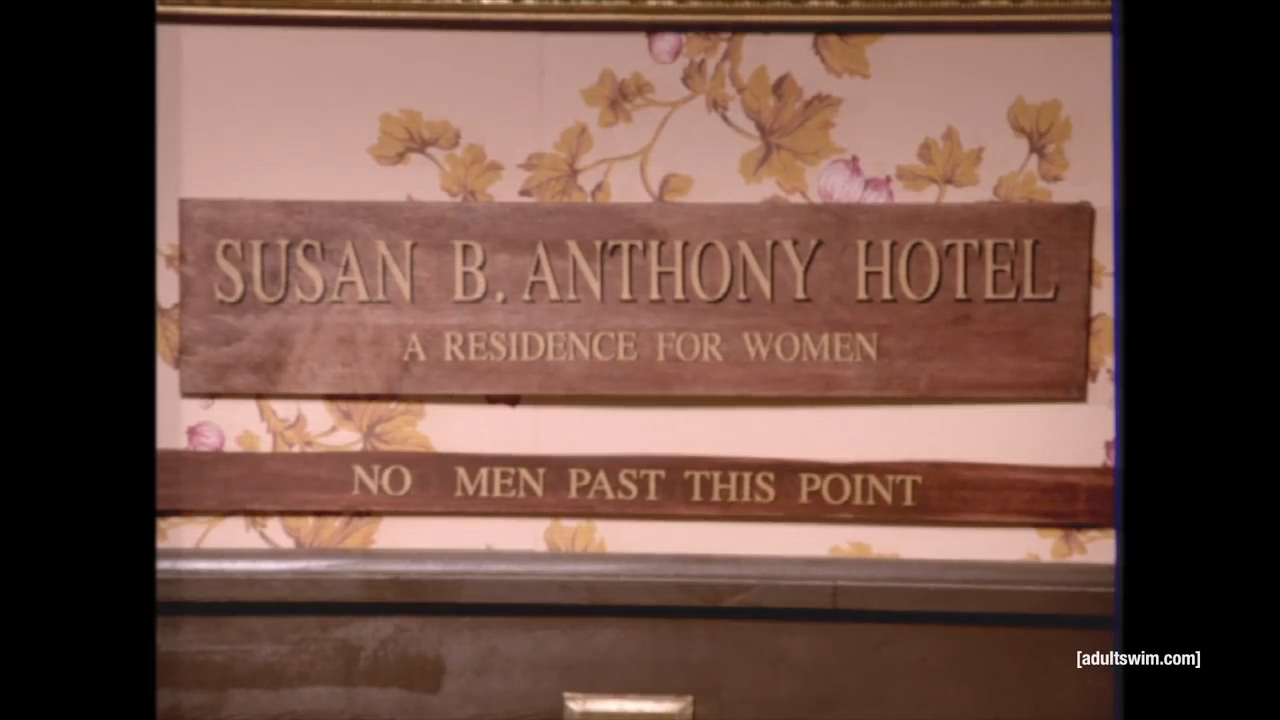 SUSAN B. ANTHONY HOTEL
A RESIDENCE FOR WOMEN
NO MEN PAST THIS POINT
[adultswim.com]